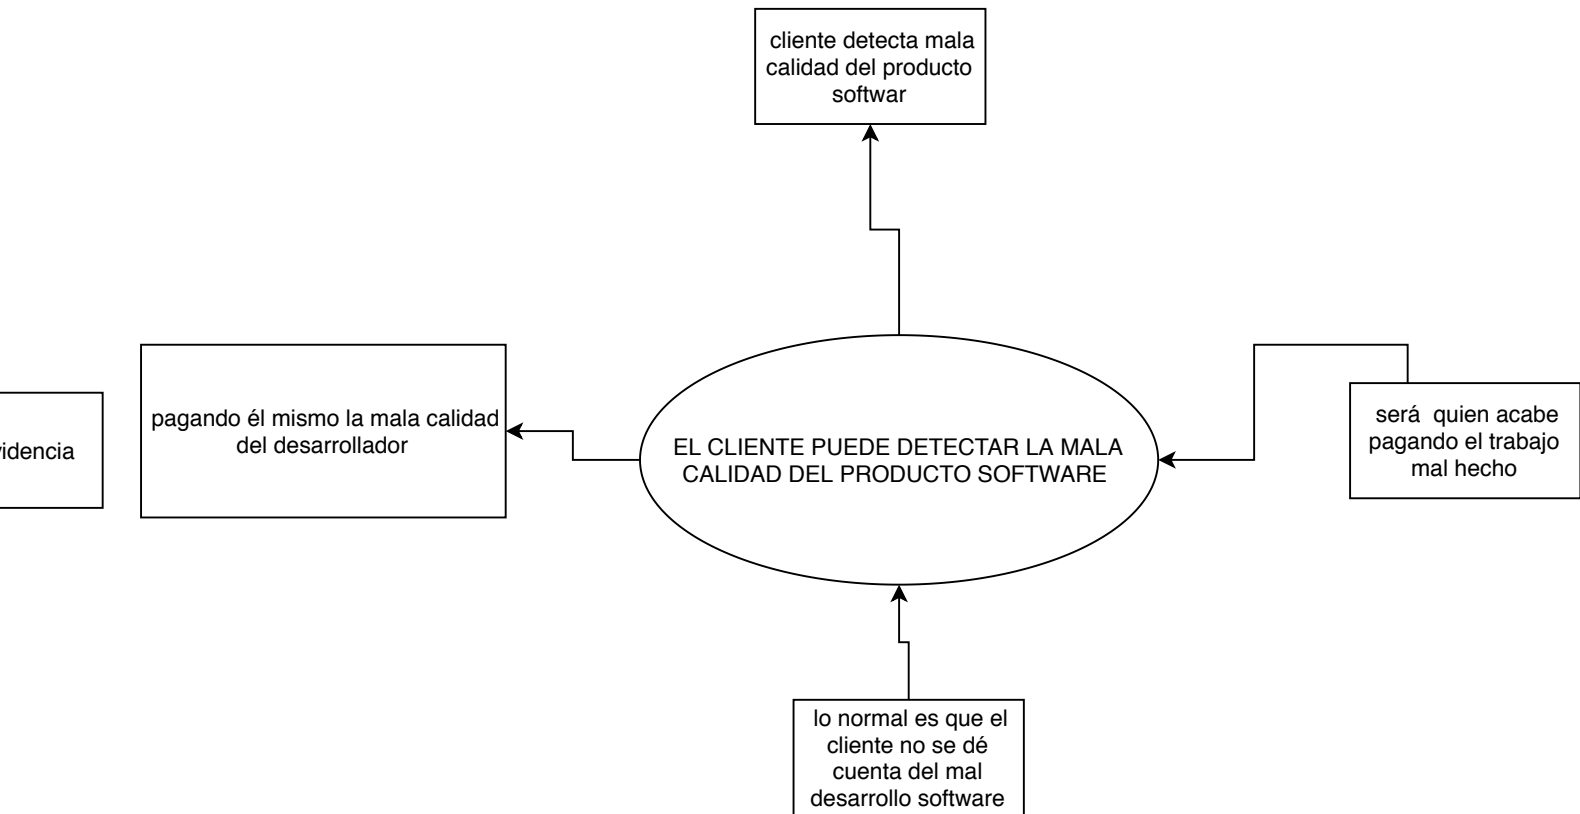 cliente detecta mala
calidad del producto
softwar
pagando él mismo la mala calidad
del desarrollador
EL CLIENTE PUEDE DETECTAR LA MALA
CALIDAD DEL PRODUCTO SOFTWARE
será  quien acabe
pagando el trabajo
mal hecho
lo normal es que el
cliente no se dé
cuenta del mal
desarrollo software